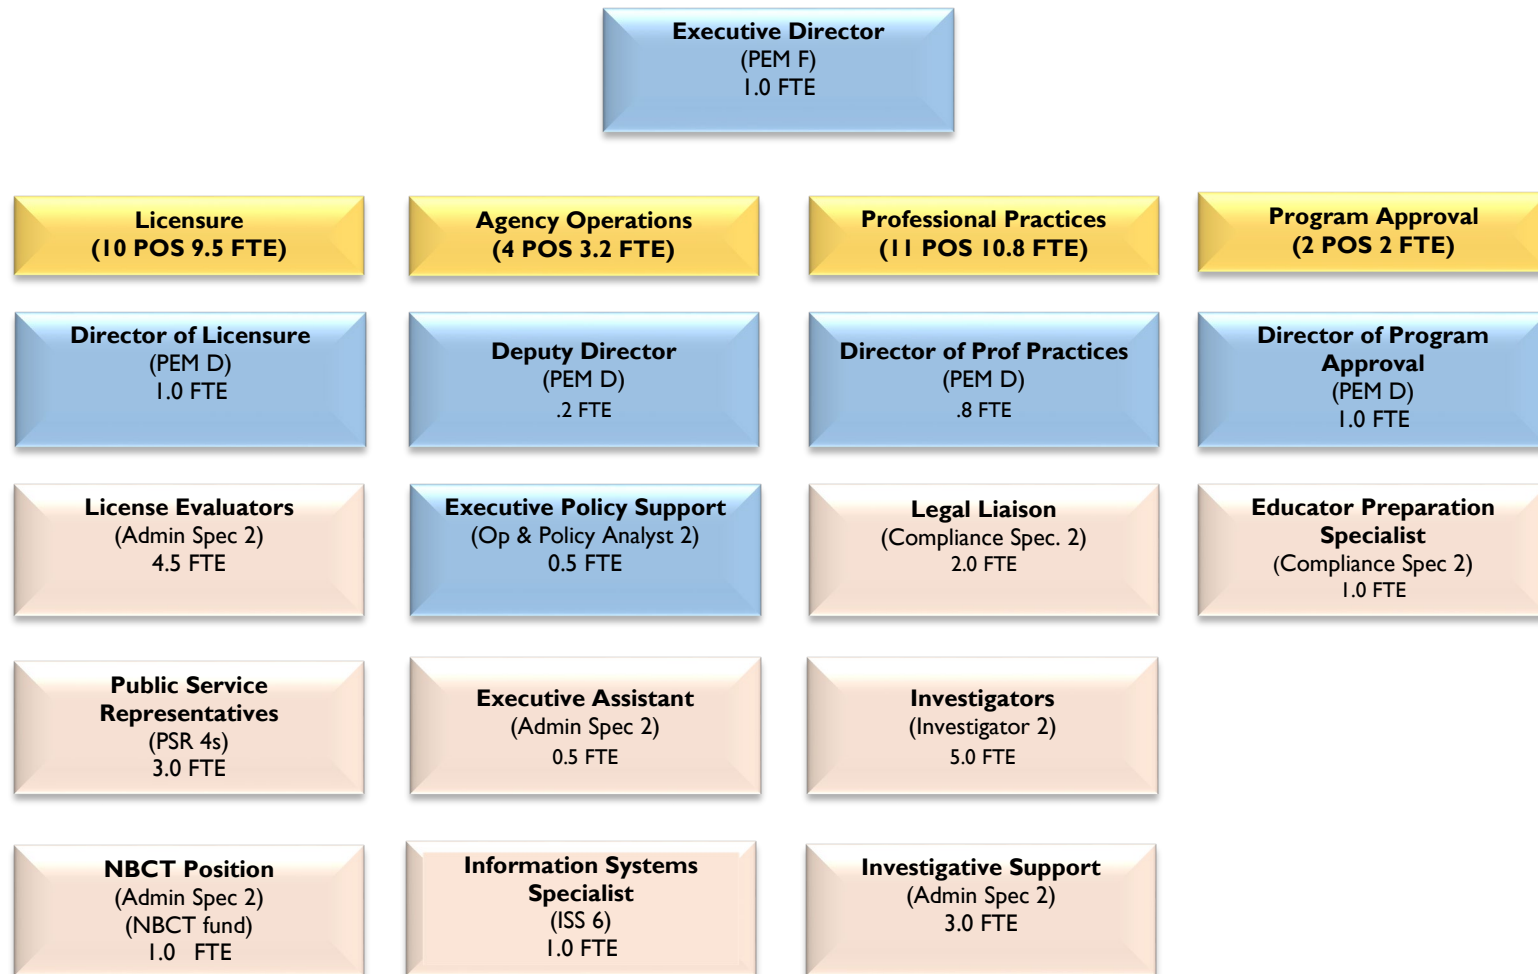 Executive Director
(PEM F)
1.0 FTE
Licensure
(10 POS 9.5 FTE)
Agency Operations
(4 POS 3.2 FTE)
Professional Practices
(11 POS 10.8 FTE)
Program Approval
(2 POS 2 FTE)
Director of Licensure
(PEM D)
1.0 FTE
Deputy Director
(PEM D)
.2 FTE
Director of Prof Practices
(PEM D)
.8 FTE
Director of Program
Approval
(PEM D)
1.0 FTE
License Evaluators
(Admin Spec 2)
4.5 FTE
Executive Policy Support
(Op & Policy Analyst 2)
0.5 FTE
Legal Liaison
(Compliance Spec. 2)
2.0 FTE
Educator Preparation
Specialist
(Compliance Spec 2)
1.0 FTE
Public Service
Representatives
(PSR 4s)
3.0 FTE
Executive Assistant
(Admin Spec 2)
0.5 FTE
Investigators
(Investigator 2)
5.0 FTE
NBCT Position
(Admin Spec 2)
(NBCT fund)
1.0 FTE
Information Systems
Specialist
(ISS 6)
1.0 FTE
Investigative Support
(Admin Spec 2)
3.0 FTE